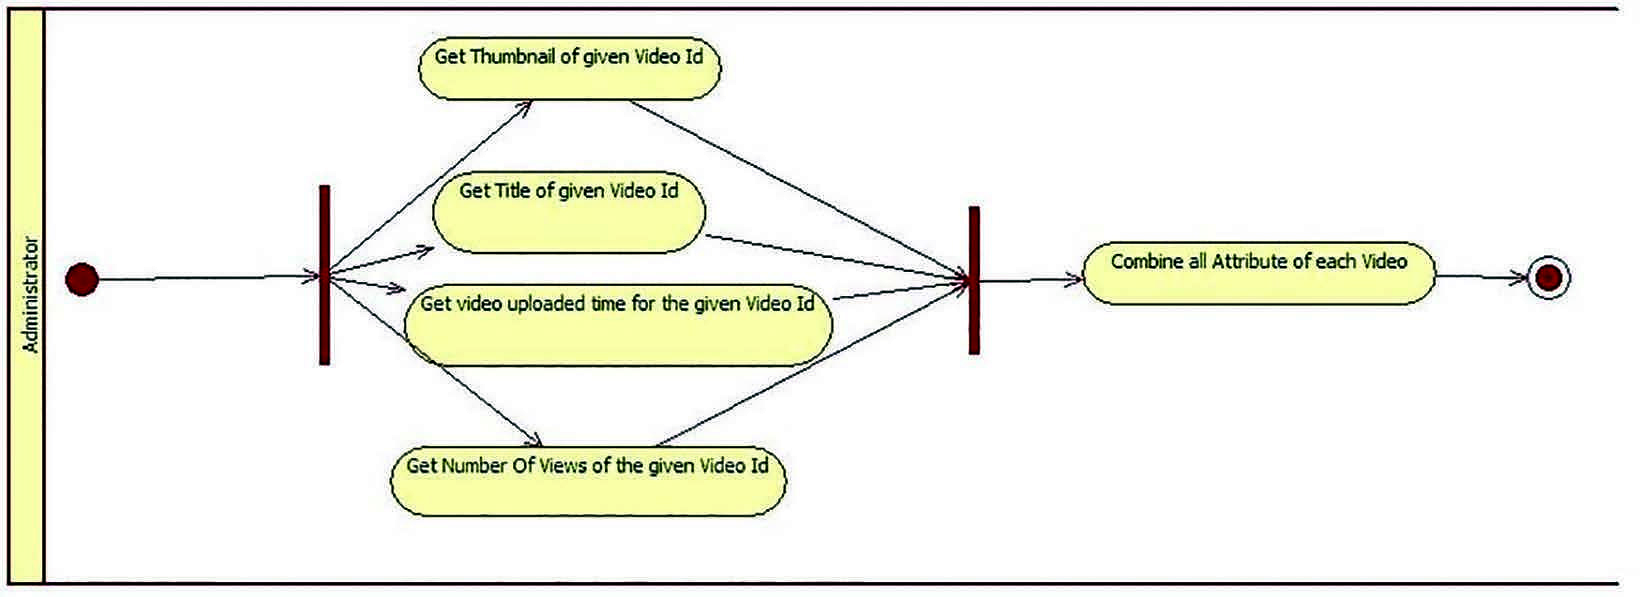 Administrator
Get Thumbnail of given Video Id
Get Title of given Video Id
Get video uploaded time for the given Video Id
Get Number Of Views of the given Video Id
Combine all Attribute of each Video